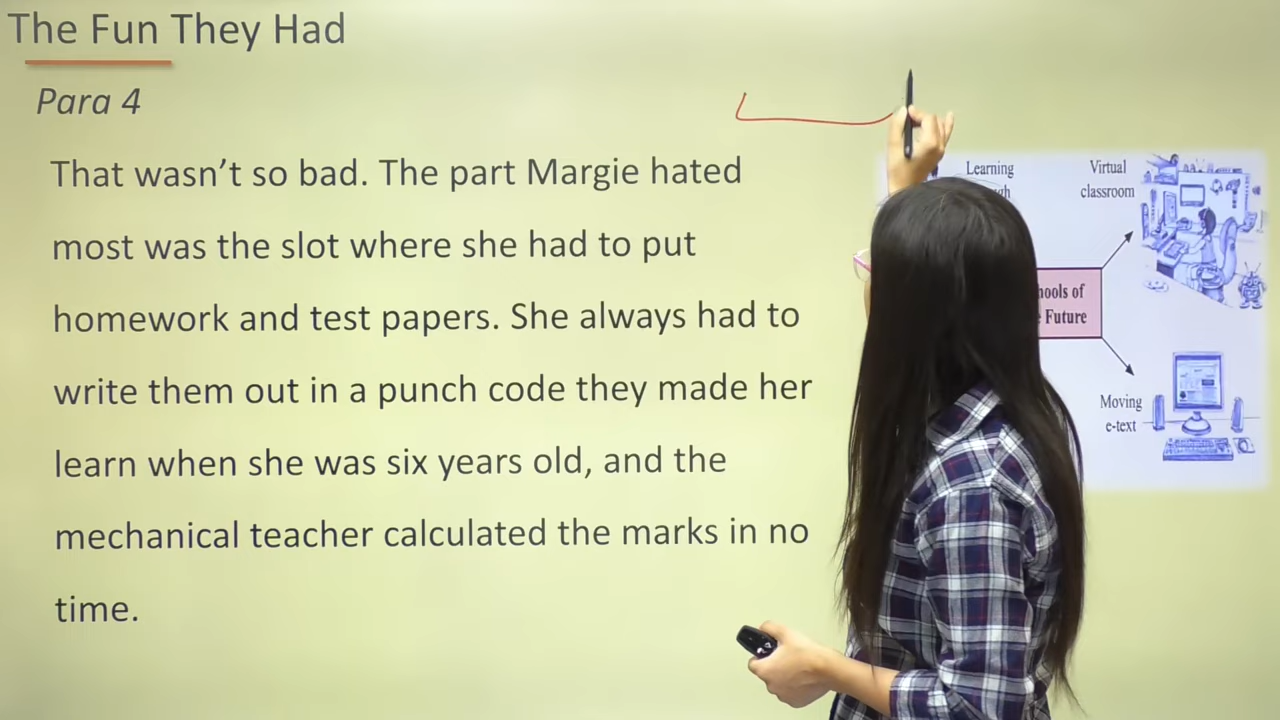 The Fun They Had
Para 4
That wasn't so bad. The part Margie hated
most was the slot where she had to put
homework and test papers. She always had to
write them out in a punch code they made her
learn when she was six years old, and the
mechanical teacher calculated the marks in no
time.
Learning
Virtual
classroom
of
Future
Moving
e-text